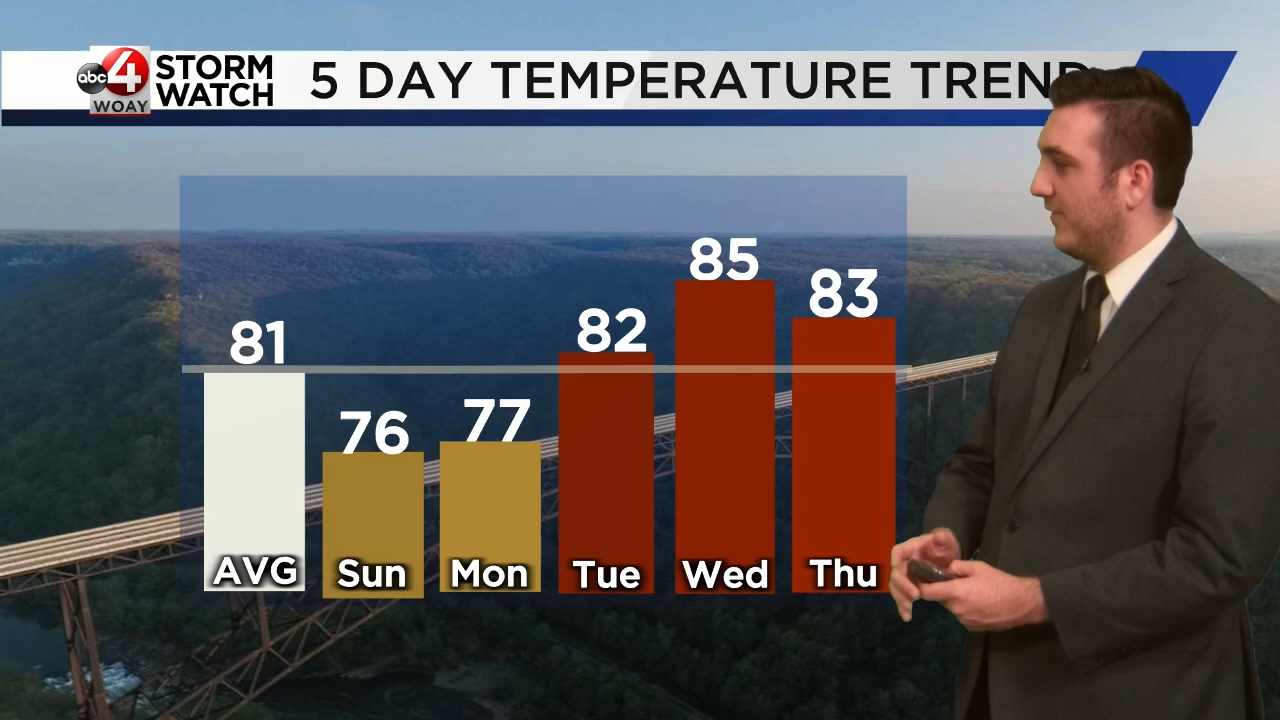 abc 4
WOAY
STORM
WATCH
5 DAY TEMPERATURE TREND
81
76
77
82
85
83
AVG
Sun
Mon
Tue
Wed
Thu